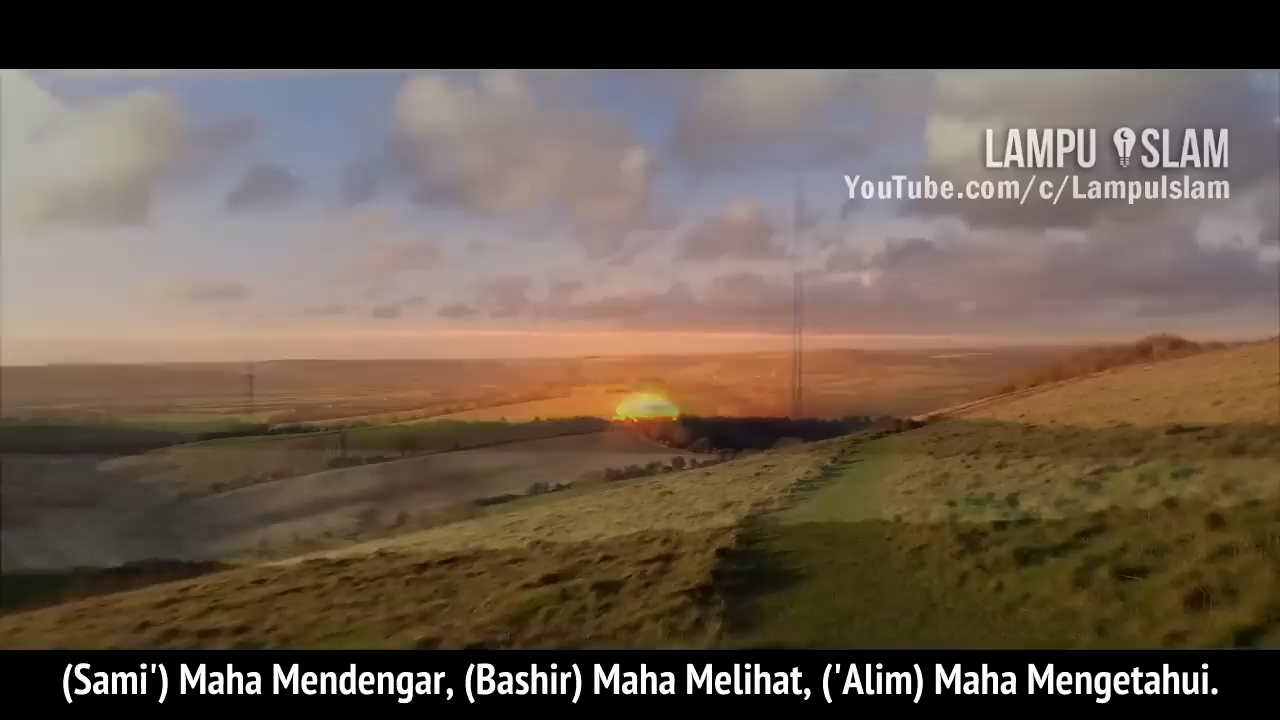 LAMPU ISLAM
YouTube.com/c/LampuIslam
(Sami') Maha Mendengar, (Bashir) Maha Melihat, ('Alim) Maha Mengetahui.